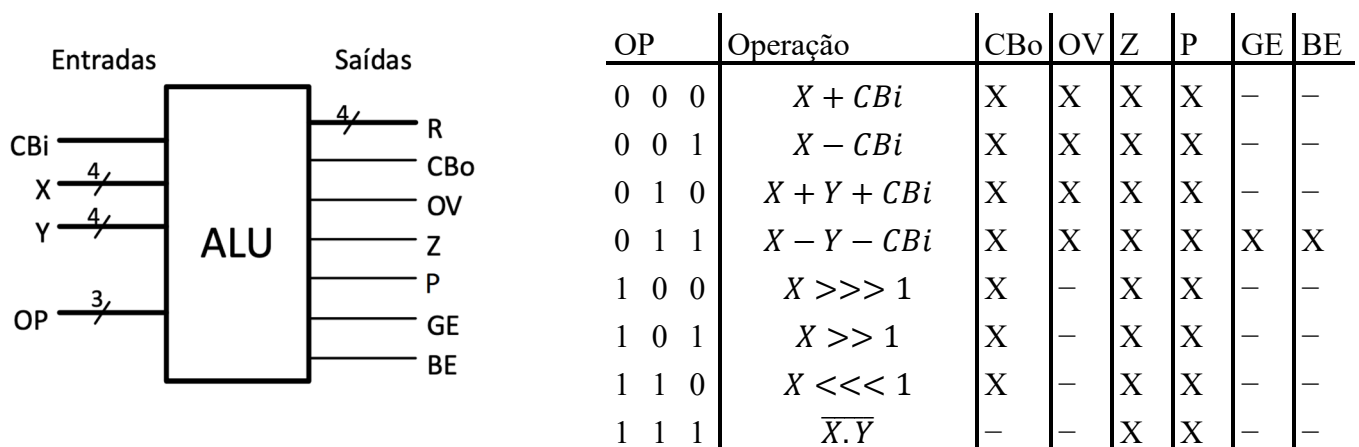 Entradas
Saídas
CBi
X
Y
OP
4
4
3
ALU
4
R
CBo
OV
Z
P
GE
BE
OP Operação CBo OV Z P GE BE
0 0 0 X + CBi X X X X – –
0 0 1 X − CBi X X X X – –
0 1 0 X + Y + CBi X X X X – –
0 1 1 X − Y − CBi X X X X X X
1 0 0 X >>> 1 X – X X – –
1 0 1 X >> 1 X – X X – –
1 1 0 X <<< 1 X – X X – –
1 1 1 X̅.̅Y̅ – – X X – –